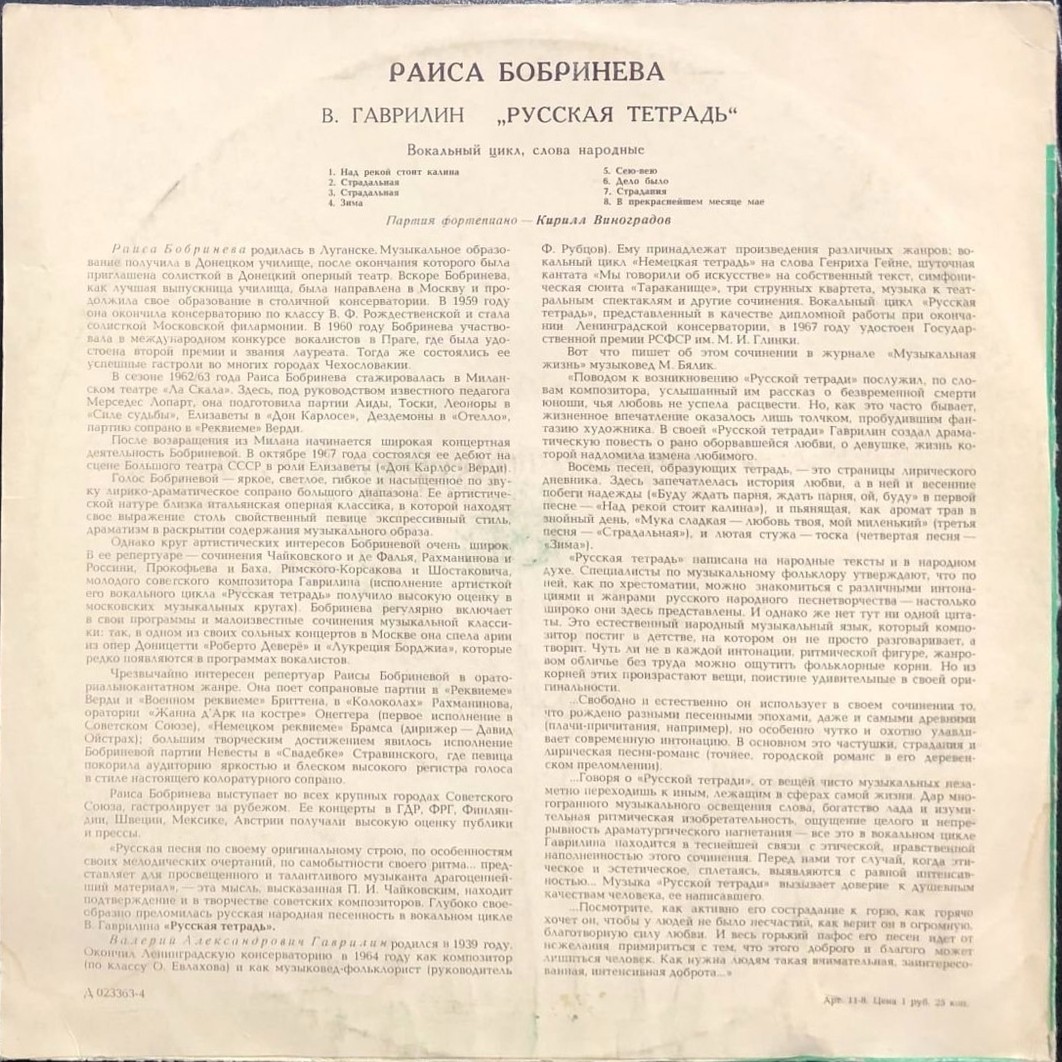 РАИСА БОБРИНЕВА
В. ГАВРИЛИН „РУССКАЯ ТЕТРАДЬ“
Вокальный цикл, слова народные
1. Над рекой стоит калина
2. Страдальная
3. Страдальная
4. Зима
5. Сею-вею
6. Дело было
7. Страдания
8. В прекраснейшем месяце мае
Партия фортепиано — Кирилл Виноградов
Раиса Бобринева родилась в Луганске. Музыкальное образо-
вание получила в Донецком училище, после окончания которого была
приглашена солисткой в Донецкий оперный театр. Вскоре Бобринева,
как лучшая выпускница училища, была направлена в Москву и про-
должила свое образование в столичной консерватории. В 1959 году
она окончила консерваторию по классу В. Ф. Рождественской и стала
солисткой Московской филармонии. В 1960 году Бобринева участво-
вала в международном конкурсе вокалистов в Праге, где была удо-
стоена второй премии и звания лауреата. Тогда же состоялись ее
успешные гастроли во многих городах Чехословакии.
В сезоне 1962/63 года Раиса Бобринева стажировалась в Милан-
ском театре «Ла Скала». Здесь, под руководством известного педагога
Мерседес Лопарт, она подготовила партии Аиды, Тоски, Леоноры в
«Силе судьбы», Елизаветы в «Дон Карлосе», Дездемоны в «Отелло»,
партию сопрано в «Реквиеме» Верди.
После возвращения из Милана начинается широкая концертная
деятельность Бобриневой. В октябре 1967 года состоялся ее дебют на
сцене Большого театра СССР в роли Елизаветы («Дон Карлос» Верди).
Голос Бобриневой — яркое, светлое, гибкое и насыщенное по зву-
ку лирико-драматическое сопрано большого диапазона. Ее артистиче-
ской натуре близка итальянская оперная классика, в которой находят
свое выражение столь свойственный певице экспрессивный стиль,
драматизм в раскрытии содержания музыкального образа.
Однако круг артистических интересов Бобриневой очень широк.
В ее репертуаре — сочинения Чайковского и де Фалья, Рахманинова и
Россини, Прокофьева и Баха, Римского-Корсакова и Шостаковича,
молодого советского композитора Гаврилина (исполнение артисткой
его вокального цикла «Русская тетрадь» получило высокую оценку в
московских музыкальных кругах). Бобринева регулярно включает
в свои программы и малоизвестные сочинения музыкальной класси-
ки: так, в одном из своих сольных концертов в Москве она спела арии
из опер Доницетти «Роберто Деверё» и «Лукреция Борджиа», которые
редко появляются в программах вокалистов.
Чрезвычайно интересен репертуар Раисы Бобриневой в орато-
риальнокантатном жанре. Она поет сопрановые партии в «Реквиеме»
Верди и «Военном реквиеме» Бриттена, в «Колоколах» Рахманинова,
оратории «Жанна д'Арк на костре» Онеггера (первое исполнение в
Советском Союзе), «Немецком реквиеме» Брамса (дирижер — Давид
Ойстрах); большим творческим достижением явилось исполнение
Бобриневой партии Невесты в «Свадебке» Стравинского, где певица
покорила аудиторию яркостью и блеском высокого регистра голоса
в стиле настоящего колоратурного сопрано.
Раиса Бобринева выступает во всех крупных городах Советского
Союза, гастролирует за рубежом. Ее концерты в ГДР, ФРГ, Финлян-
дии, Швеции, Мексике, Австрии получали высокую оценку публики
и прессы.
«Русская песня по своему оригинальному строю, по особенностям
своих мелодических очертаний, по самобытности своего ритма... пред-
ставляет для просвещенного и талантливого музыканта драгоценней-
ший материал», — эта мысль, высказанная П. И. Чайковским, находит
подтверждение и в творчестве советских композиторов. Глубоко свое-
образно преломилась русская народная песенность в вокальном цикле
В. Гаврилина «Русская тетрадь».
Валерий Александрович Гаврилин родился в 1939 году.
Окончил Ленинградскую консерваторию в 1964 году как композитор
(по классу О. Евлахова) и как музыковед-фольклорист (руководитель
Ф. Рубцов). Ему принадлежат произведения различных жанров: во-
кальный цикл «Немецкая тетрадь» на слова Генриха Гейне, шуточная
кантата «Мы говорили об искусстве» на собственный текст, симфони-
ческая сюита «Тараканище», три струнных квартета, музыка к теат-
ральным спектаклям и другие сочинения. Вокальный цикл «Русская
тетрадь», представленный в качестве дипломной работы при оконча-
нии Ленинградской консерватории, в 1967 году удостоен Государ-
ственной премии РСФСР им. М. И. Глинки.
Вот что пишет об этом сочинении в журнале «Музыкальная
жизнь» музыковед М. Бялик.
«Поводом к возникновению «Русской тетради» послужил, по сло-
вам композитора, услышанный им рассказ о безвременной смерти
юноши, чья любовь не успела расцвести. Но, как это часто бывает,
жизненное впечатление оказалось лишь толчком, пробудившим фан-
тазию художника. В своей «Русской тетради» Гаврилин создал драма-
тическую повесть о рано оборвавшейся любви, о девушке, жизнь ко-
торой надломила измена любимого.
Восемь песен, образующих тетрадь, — это страницы лирического
дневника. Здесь запечатлелась история любви, а в ней и весенние
побеги надежды («Буду ждать парня, ждать парня, ой, буду» в первой
песне — «Над рекой стоит калина»), и пьянящая, как аромат трав в
знойный день, «Мука сладкая — любовь твоя, мой миленький» (третья
песня — «Страдальная»), и лютая стужа — тоска (четвертая песня —
«Зима»).
«Русская тетрадь» написана на народные тексты и в народном
духе. Специалисты по музыкальному фольклору утверждают, что по
ней, как по хрестоматии, можно знакомиться с различными интона-
циями и жанрами русского народного песнетворчества — настолько
широко они здесь представлены. И однако же нет тут ни одной цита-
ты. Это естественный народный музыкальный язык, который компо-
зитор постиг в детстве, на котором он не просто разговаривает, а
творит. Чуть ли не в каждой интонации, ритмической фигуре, жанро-
вом обличье без труда можно ощутить фольклорные корни. Но из
корней этих произрастают вещи, поистине удивительные в своей ори-
гинальности.
...Свободно и естественно он использует в своем сочинении то,
что рождено разными песенными эпохами, даже и самыми древними
(плачи-причитания, например), но особенно чутко и охотно улавли-
вает современную интонацию. В основном это частушки, страдания и
лирическая песня-романс (точнее, городской романс в его деревен-
ском преломлении).
...Говоря о «Русской тетради», от вещей чисто музыкальных неза-
метно переходишь к иным, лежащим в сферах самой жизни. Дар мно-
гогранного музыкального освещения слова, богатство лада и изуми-
тельная ритмическая изобретательность, ощущение целого и непре-
рывность драматургического нагнетания — все это в вокальном цикле
Гаврилина находится в теснейшей связи с этической, нравственной
наполненностью этого сочинения. Перед нами тот случай, когда эти-
ческое и эстетическое, сплетаясь, выявляются с равной интенсив-
ностью... Музыка «Русской тетради» вызывает доверие к душевным
качествам человека, ее написавшего.
...Посмотрите, как активно его сострадание к горю, как горячо
хочет он, чтобы у людей не было несчастий, как верит он в огромную,
благотворную силу любви. И весь горький пафос его песен идет от
нежелания примириться с тем, что этого доброго и благого может
лишиться человек. Как нужна людям такая внимательная, заинтересо-
ванная, интенсивная доброта...»
Д 023363-4
Арт. 11-8. Цена 1 руб. 25 коп.